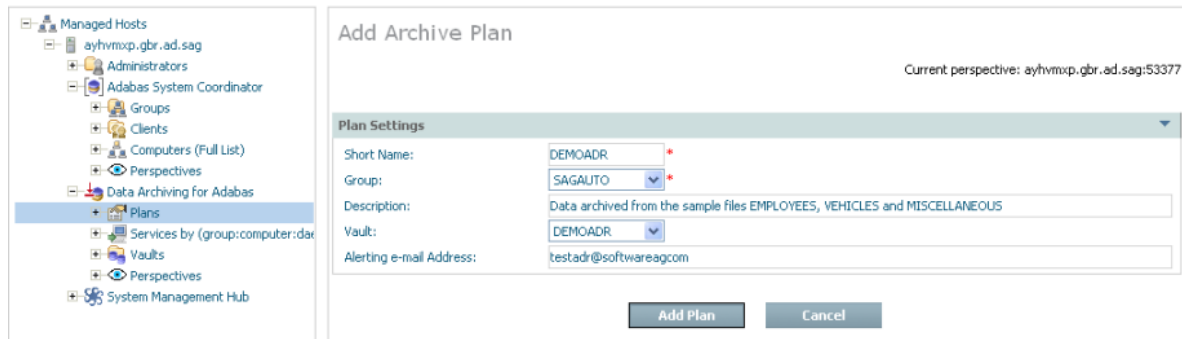 Managed Hosts
ayhvmxp.gbr.ad.sag
Administrators
Adabas System Coordinator
Groups
Clients
Computers (Full List)
Perspectives
Data Archiving for Adabas
Plans
Services by (group:computer:dae
Vaults
Perspectives
System Management Hub
Add Archive Plan
Current perspective: ayhvmxp.gbr.ad.sag:53377
Plan Settings
Short Name: DEMOADR *
Group: SAGAUTO *
Description: Data archived from the sample files EMPLOYEES, VEHICLES and MISCELLANEOUS
Vault: DEMOADR
Alerting e-mail Address: testadr@softwareagcom
Add Plan Cancel